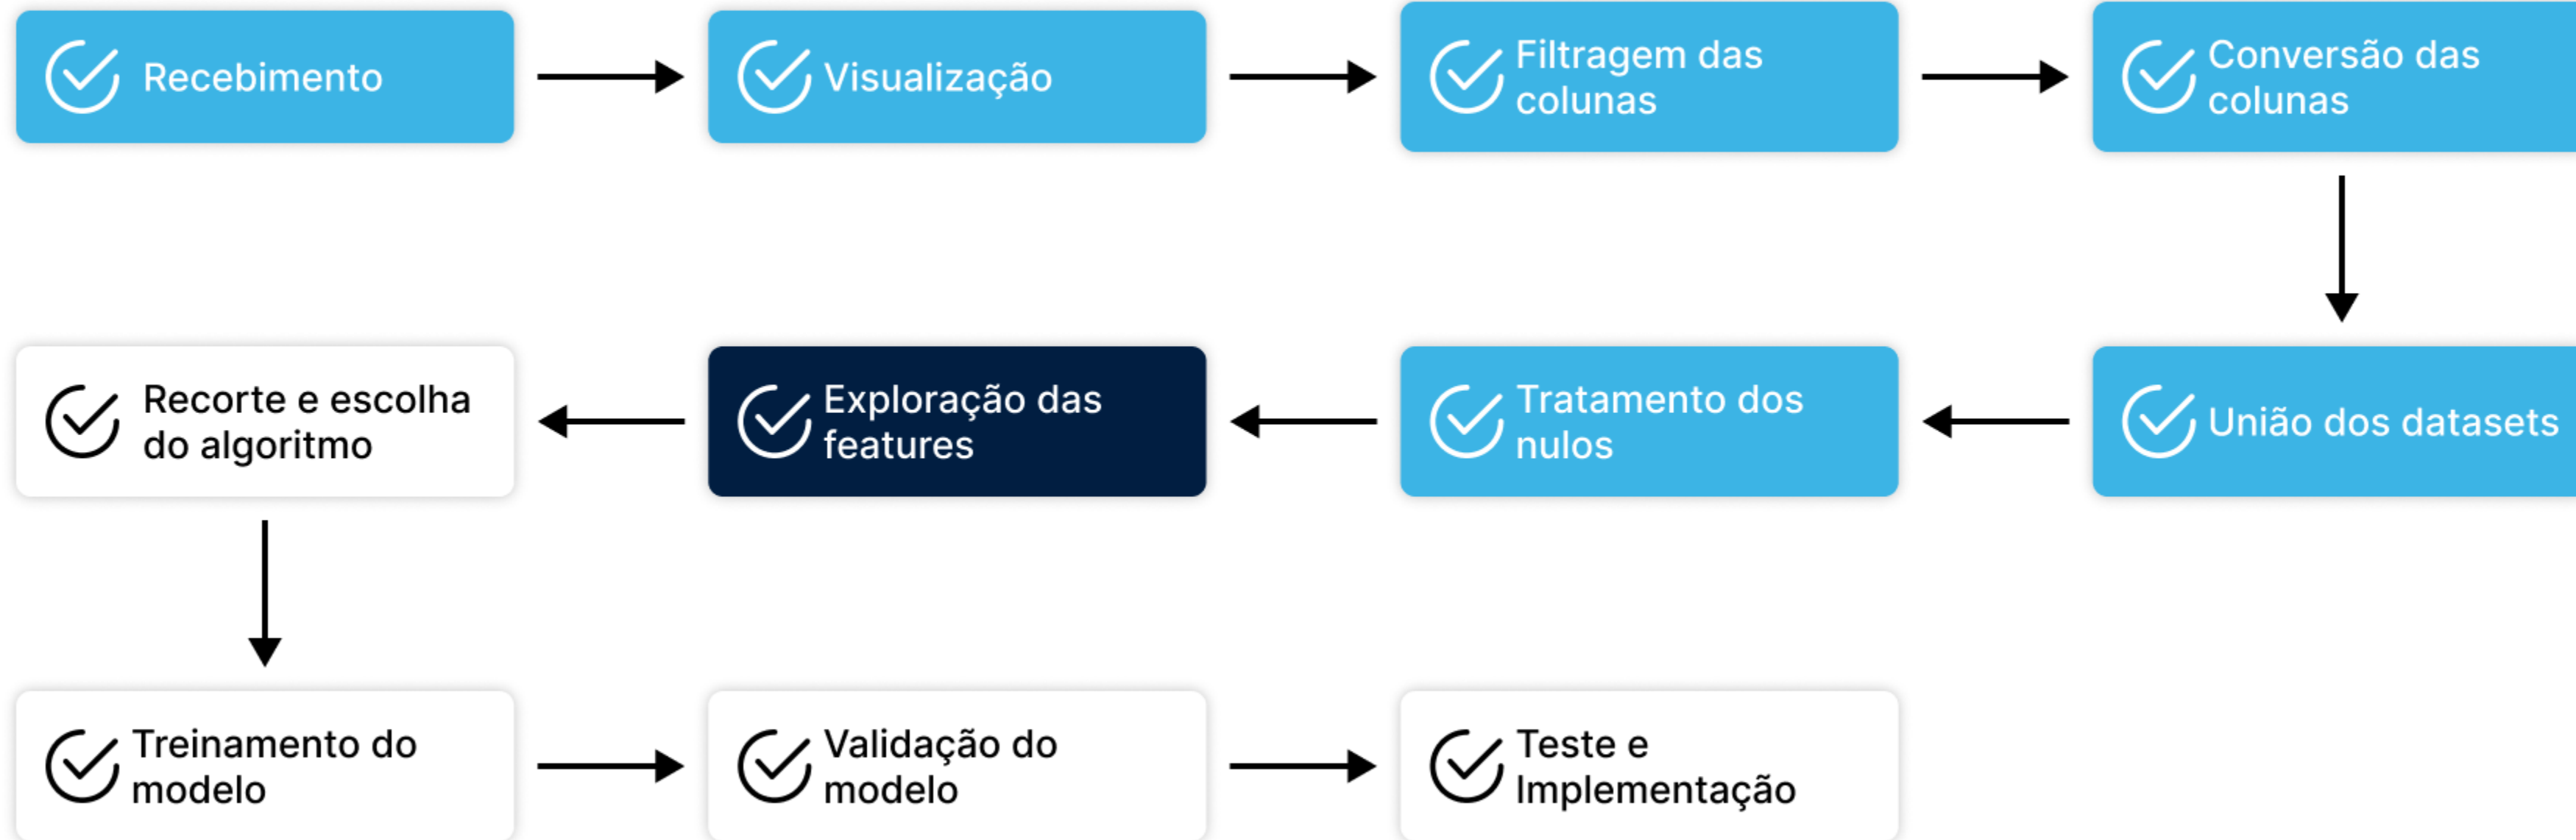 Recebimento
Visualização
Filtragem das
colunas
Conversão das
colunas
União dos datasets
Tratamento dos
nulos
Exploração das
features
Recorte e escolha
do algoritmo
Treinamento do
modelo
Validação do
modelo
Teste e
Implementação